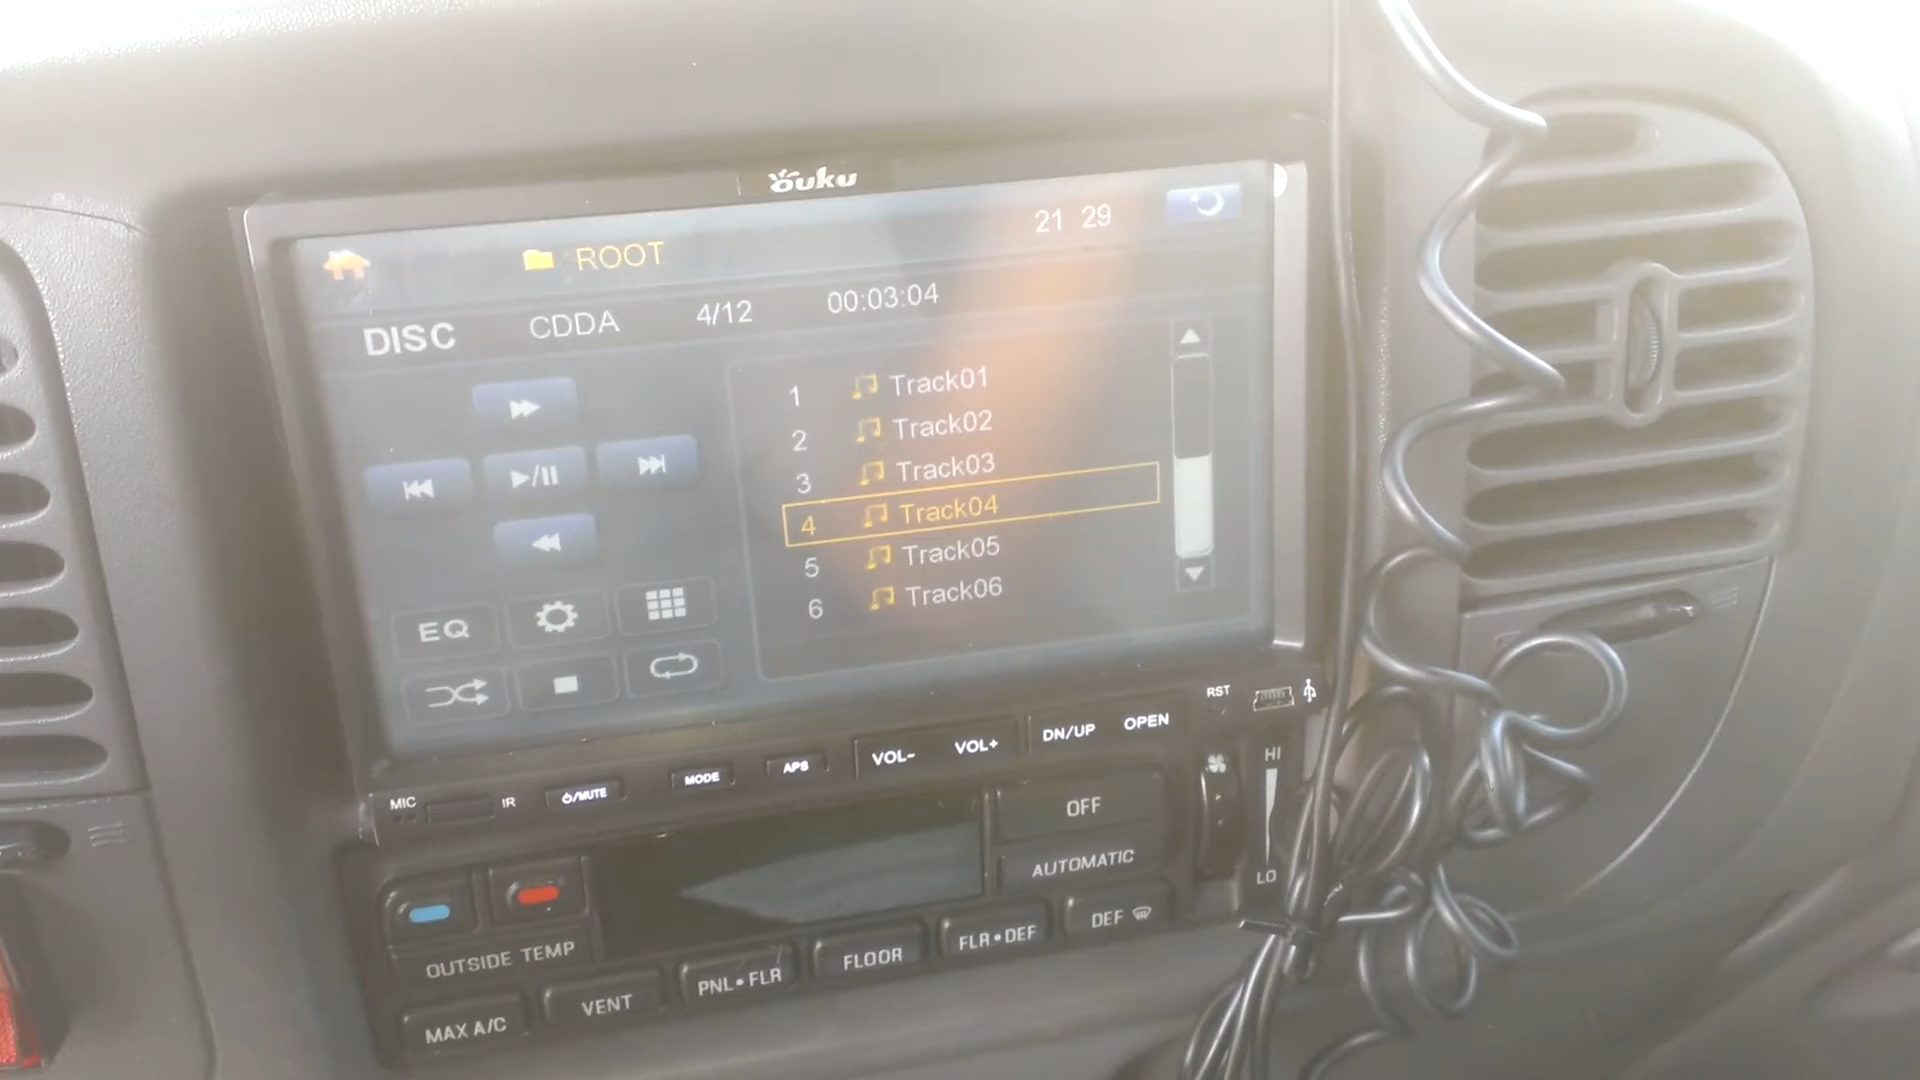 ouku
ROOT
21 29
DISC CDDA 4/12 00:03:04
1 Track01
2 Track02
3 Track03
4 Track04
5 Track05
6 Track06
EQ
MIC IR
/MUTE
MODE
APS
VOL-
VOL+
DN/UP
OPEN
RST
HI
LO
OFF
AUTOMATIC
OUTSIDE TEMP
MAX A/C
VENT
PNL•FLR
FLOOR
FLR•DEF
DEF